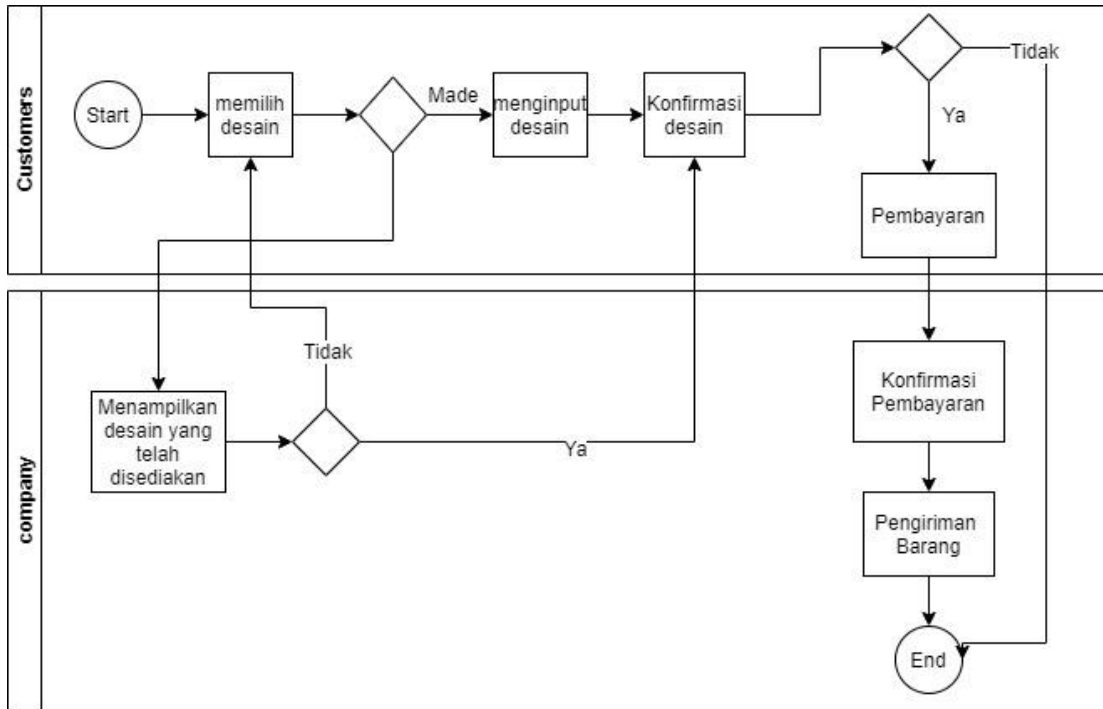 Customers
Start
memilih
desain
Made
menginput
desain
Konfirmasi
desain
Tidak
Ya
Pembayaran
company
Menampilkan
desain yang
telah
disediakan
Tidak
Ya
Konfirmasi
Pembayaran
Pengiriman
Barang
End